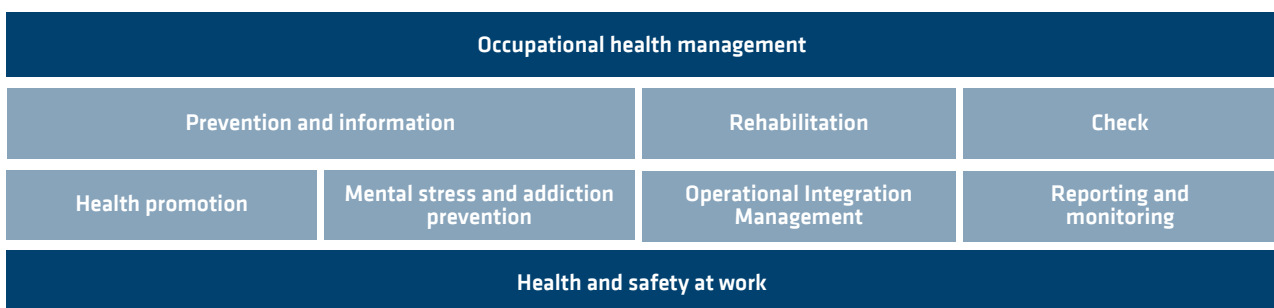 Occupational health management
Prevention and information
Rehabilitation
Check
Health promotion
Mental stress and addiction
prevention
Operational Integration
Management
Reporting and
monitoring
Health and safety at work